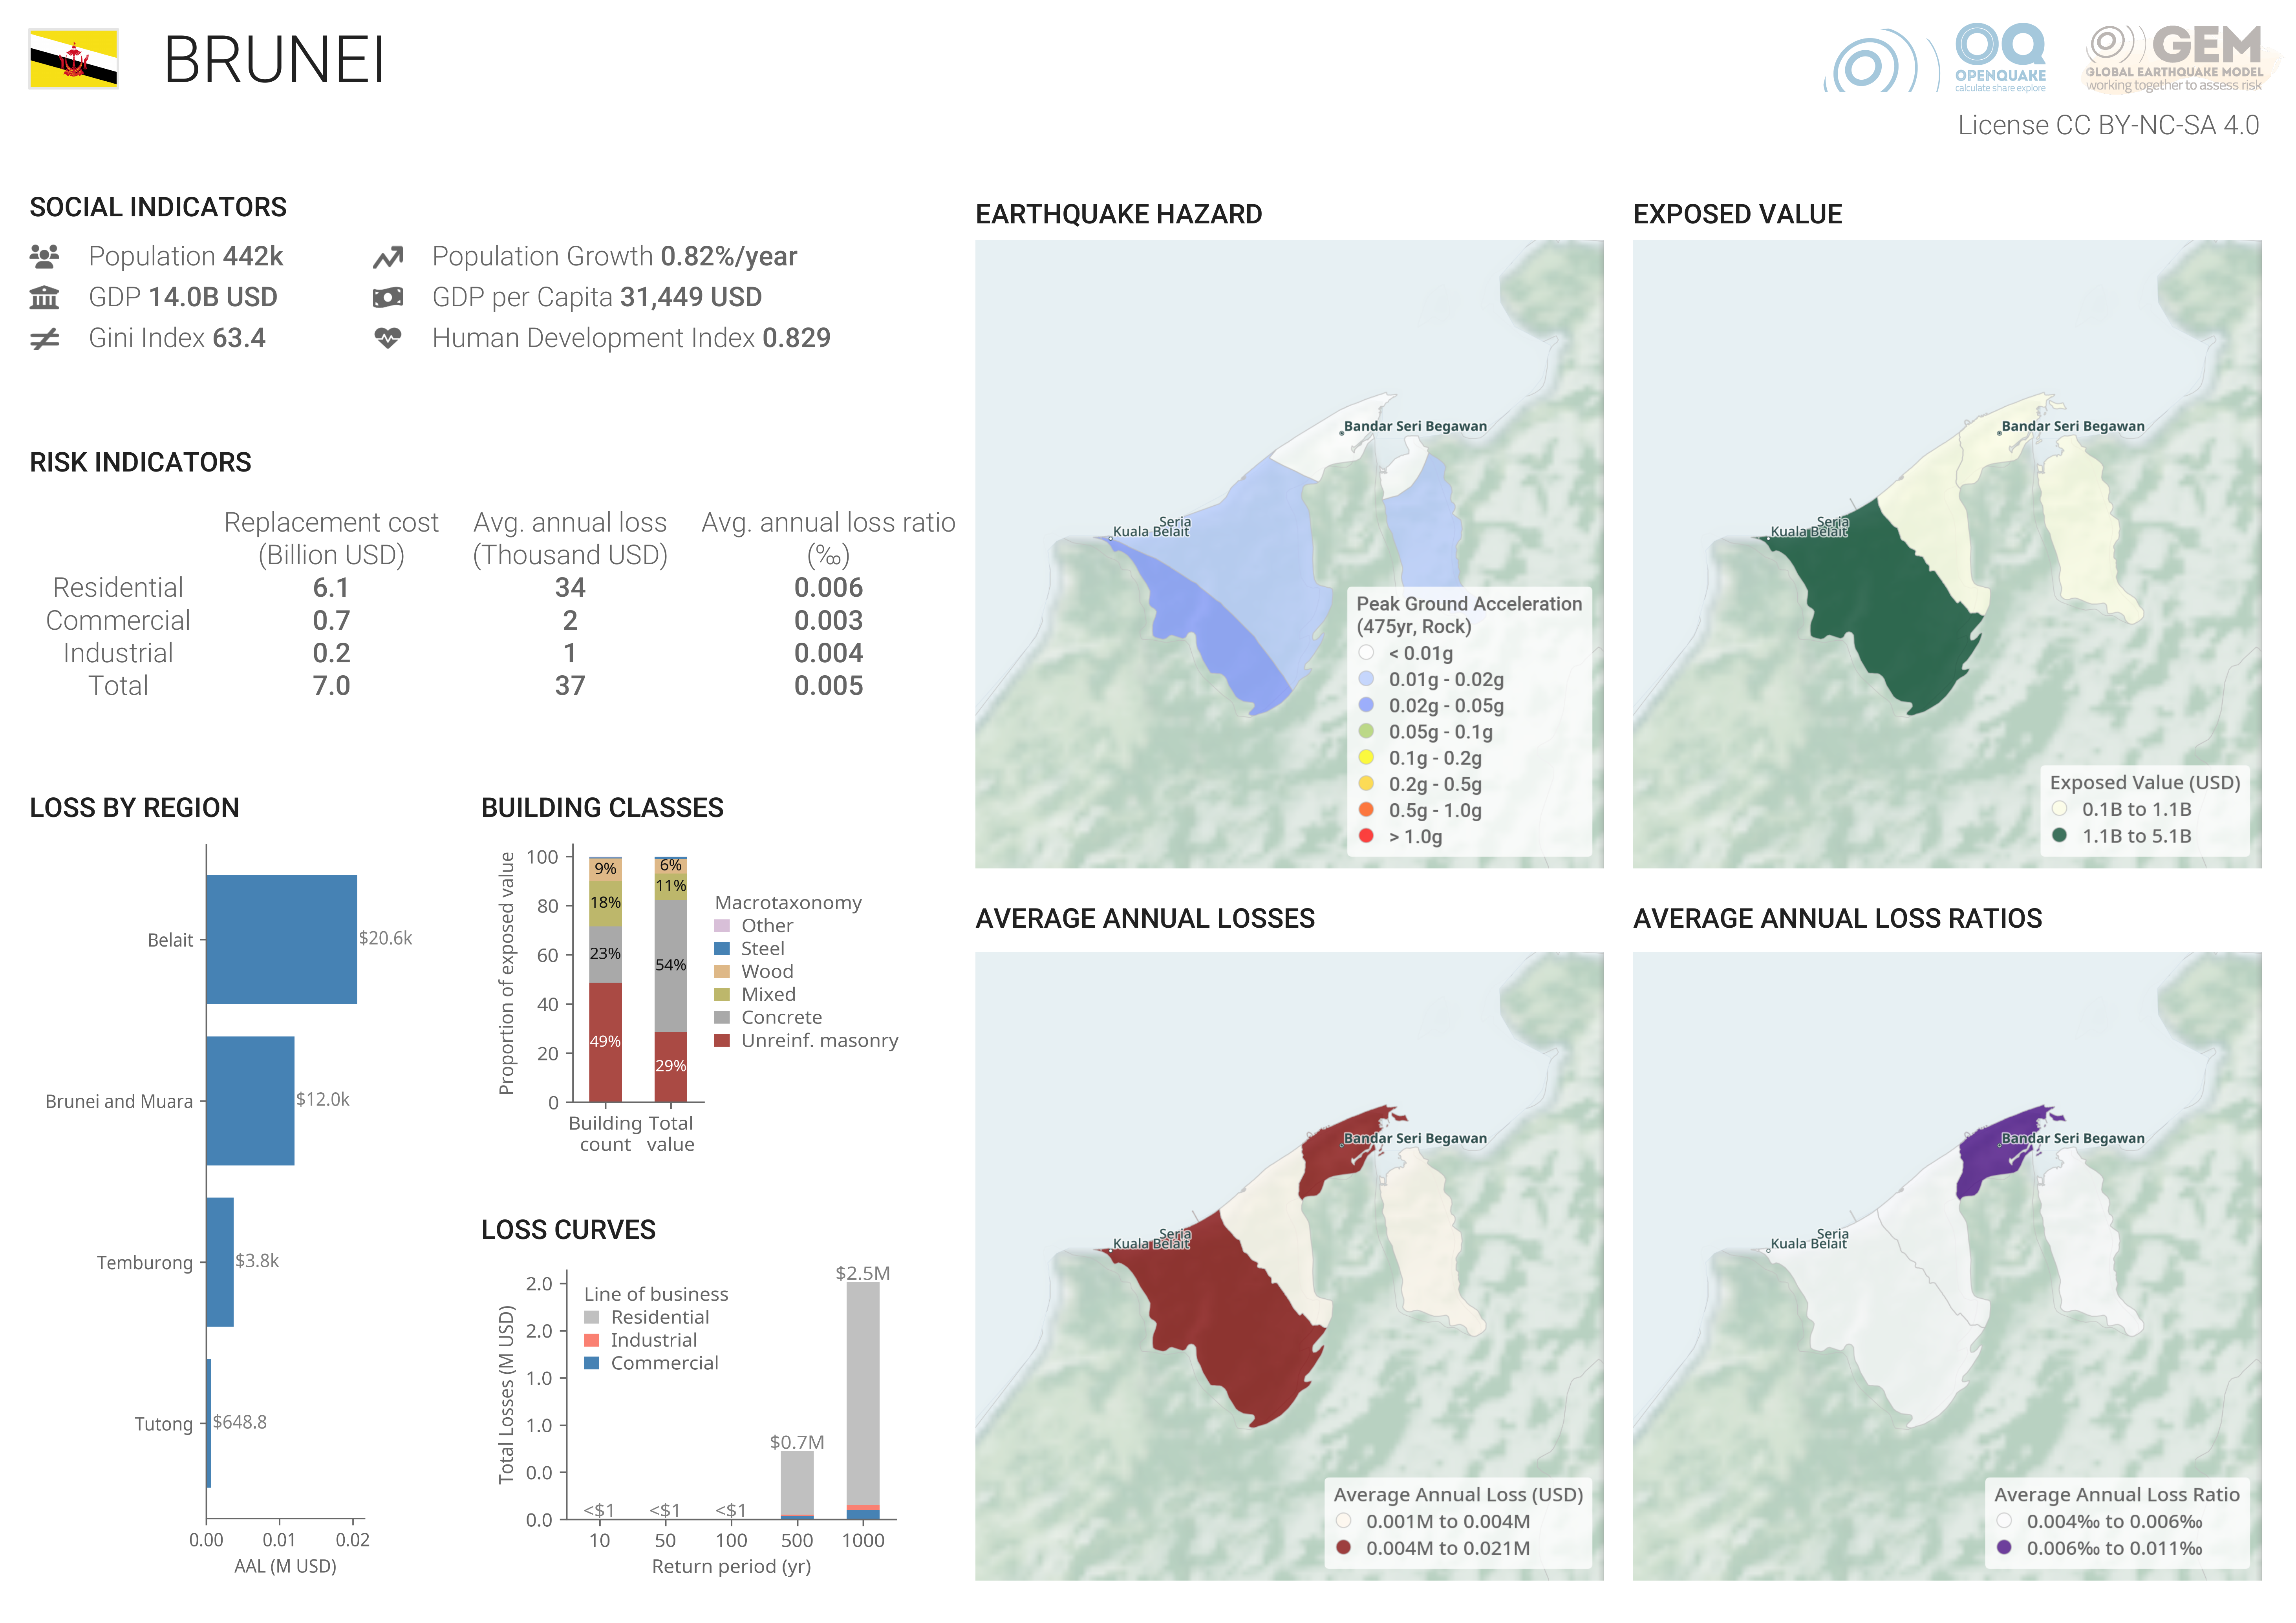 BRUNEI
OQ
OPENQUAKE
calculate share explore
GEM
GLOBAL EARTHQUAKE MODEL
working together to assess risk
License CC BY-NC-SA 4.0
SOCIAL INDICATORS
Population 442k
Population Growth 0.82%/year
GDP 14.0B USD
GDP per Capita 31,449 USD
Gini Index 63.4
Human Development Index 0.829
RISK INDICATORS
Replacement cost
(Billion USD)
Avg. annual loss
(Thousand USD)
Avg. annual loss ratio
(‰)
Residential 6.1 34 0.006
Commercial 0.7 2 0.003
Industrial 0.2 1 0.004
Total 7.0 37 0.005
LOSS BY REGION
Belait $20.6k
Brunei and Muara $12.0k
Temburong $3.8k
Tutong $648.8
0.00 0.01 0.02
AAL (M USD)
BUILDING CLASSES
Proportion of exposed value
100
80
60
40
20
0
9%
18%
23%
49%
6%
11%
54%
29%
Building
count
Total
value
Macrotaxonomy
Other
Steel
Wood
Mixed
Concrete
Unreinf. masonry
LOSS CURVES
Total Losses (M USD)
2.0
2.0
1.0
1.0
0.0
0.0
Line of business
Residential
Industrial
Commercial
<$1 <$1 <$1 $0.7M $2.5M
10 50 100 500 1000
Return period (yr)
EARTHQUAKE HAZARD
Bandar Seri Begawan
Seria
Kuala Belait
Peak Ground Acceleration
(475yr, Rock)
< 0.01g
0.01g - 0.02g
0.02g - 0.05g
0.05g - 0.1g
0.1g - 0.2g
0.2g - 0.5g
0.5g - 1.0g
> 1.0g
EXPOSED VALUE
Bandar Seri Begawan
Seria
Kuala Belait
Exposed Value (USD)
0.1B to 1.1B
1.1B to 5.1B
AVERAGE ANNUAL LOSSES
Bandar Seri Begawan
Seria
Kuala Belait
Average Annual Loss (USD)
0.001M to 0.004M
0.004M to 0.021M
AVERAGE ANNUAL LOSS RATIOS
Bandar Seri Begawan
Seria
Kuala Belait
Average Annual Loss Ratio
0.004‰ to 0.006‰
0.006‰ to 0.011‰